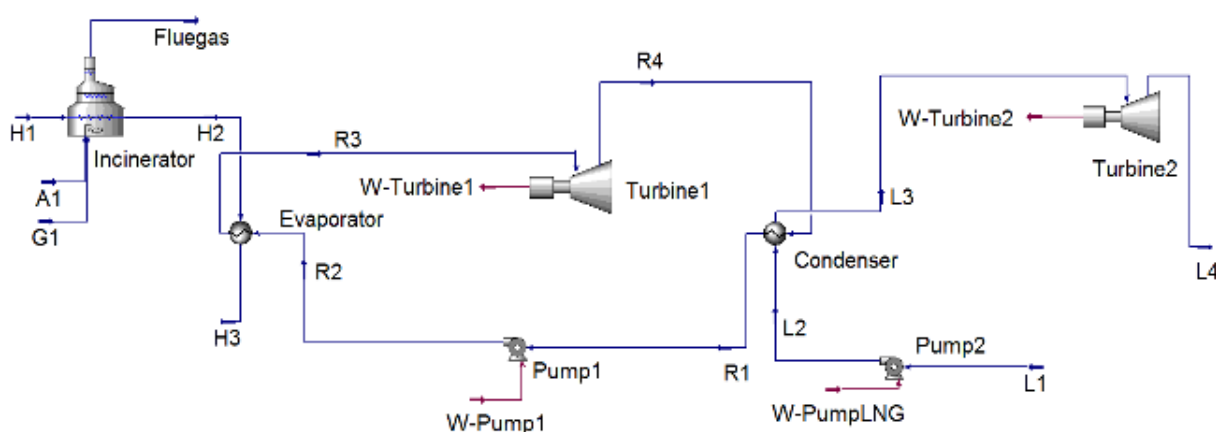 Fluegas
R4
H1
H2
W-Turbine2
Incinerator
R3
Turbine2
A1
W-Turbine1
Turbine1
L3
G1
Evaporator
Condenser
R2
L4
H3
L2
Pump1
R1
Pump2
L1
W-Pump1
W-PumpLNG